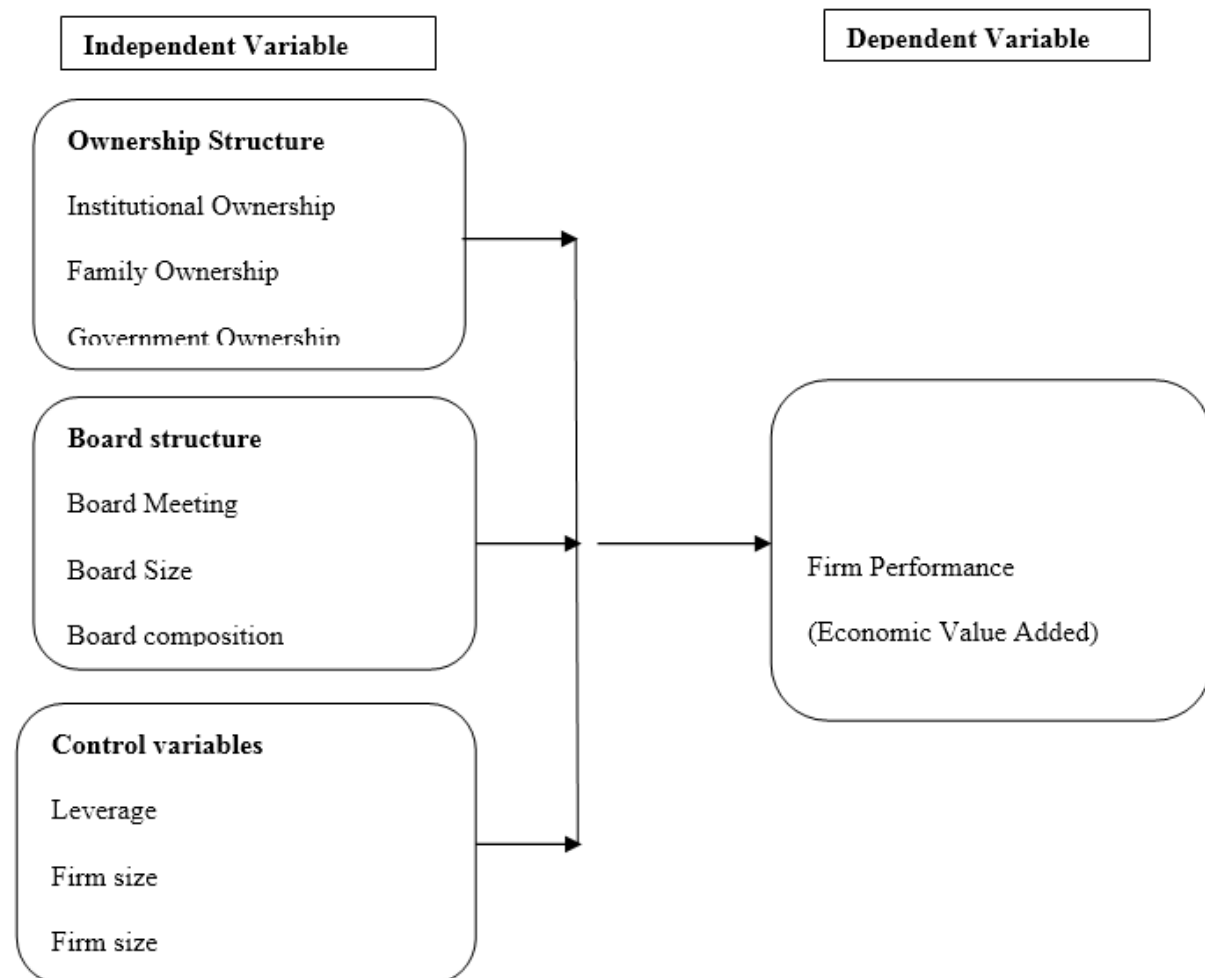 Independent Variable
Dependent Variable
Ownership Structure
Institutional Ownership
Family Ownership
Government Ownership
Board structure
Board Meeting
Board Size
Board composition
Firm Performance
(Economic Value Added)
Control variables
Leverage
Firm size
Firm size